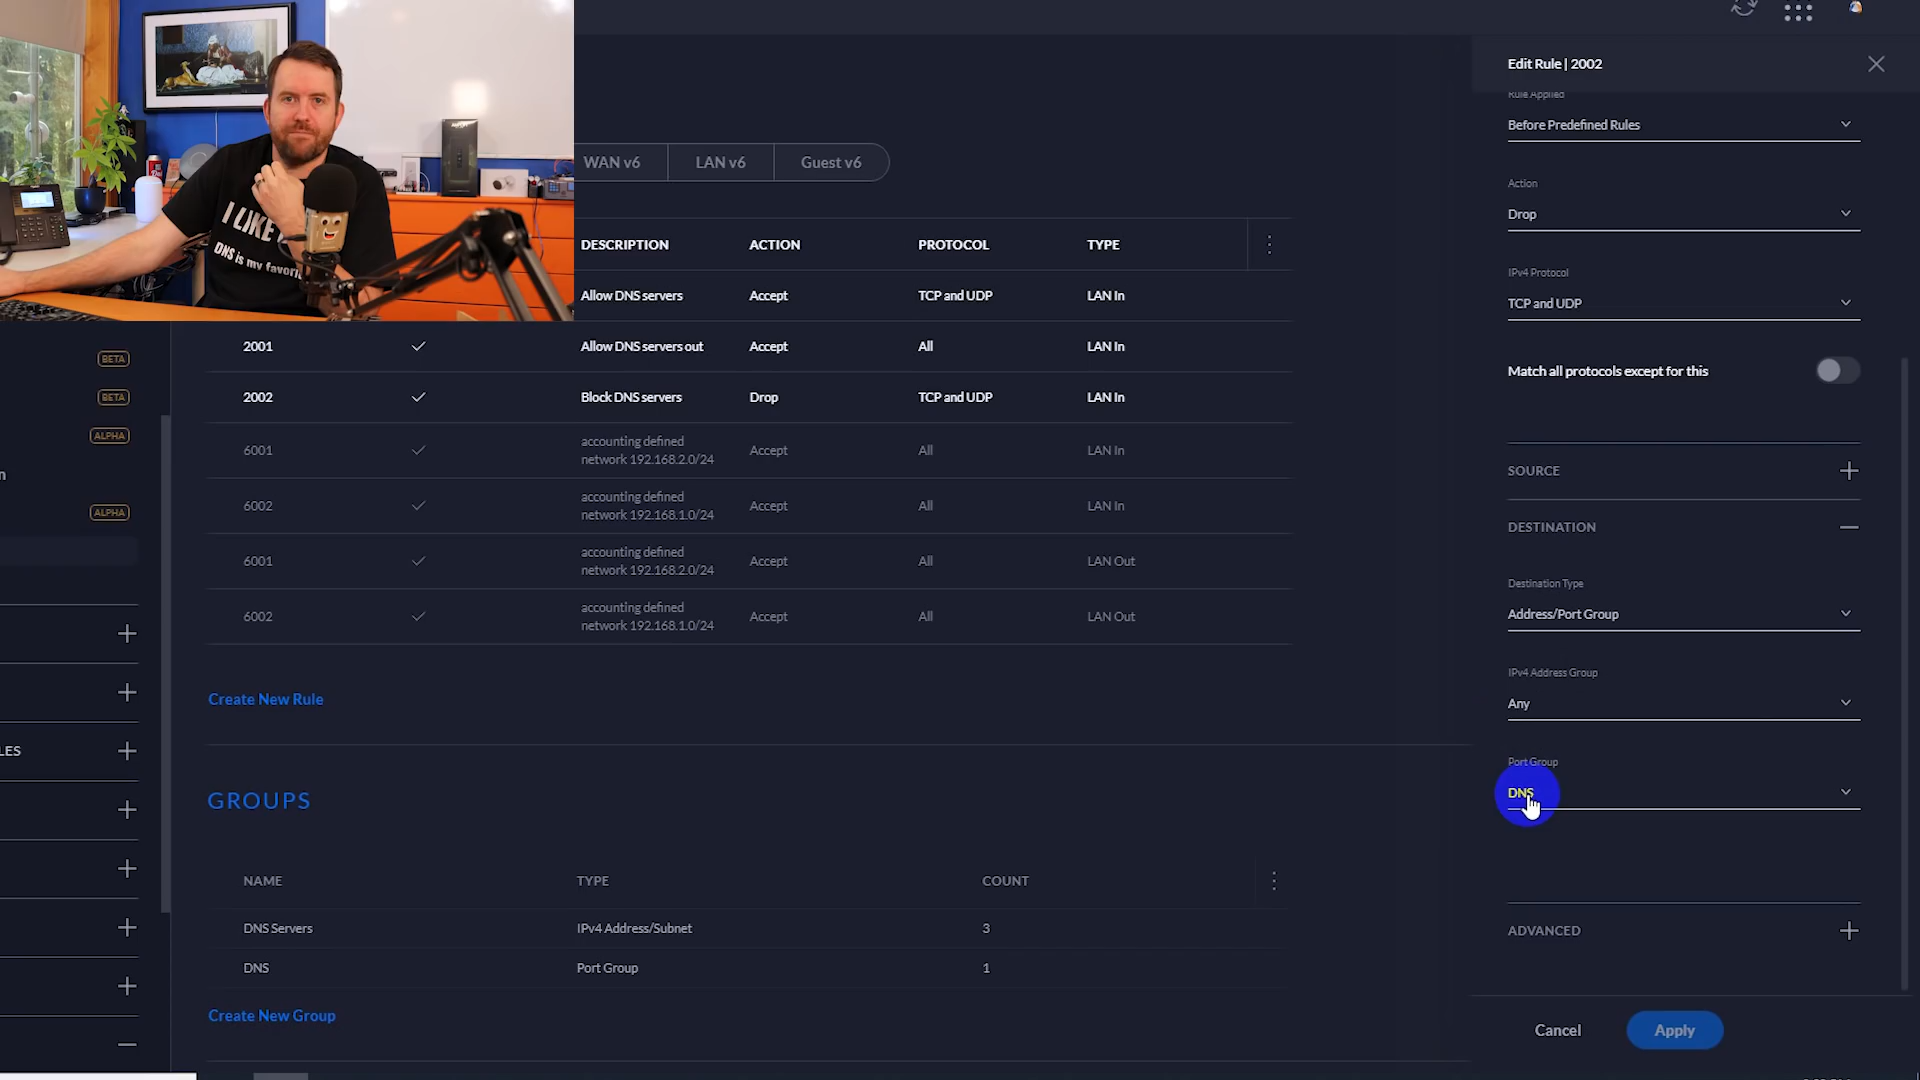 Edit Rule | 2002
Rule Applied
Before Predefined Rules
Action
Drop
IPv4 Protocol
TCP and UDP
Match all protocols except for this
SOURCE
DESTINATION
Destination Type
Address/Port Group
IPv4 Address Group
Any
Port Group
DNS
ADVANCED
Cancel
Apply
I LIKE
DNS is my favori
WAN v6
LAN v6
Guest v6
DESCRIPTION ACTION PROTOCOL TYPE
Allow DNS servers Accept TCP and UDP LAN In
2001 Allow DNS servers out Accept All LAN In
2002 Block DNS servers Drop TCP and UDP LAN In
6001 accounting defined network 192.168.2.0/24 Accept All LAN In
6002 accounting defined network 192.168.1.0/24 Accept All LAN In
6001 accounting defined network 192.168.2.0/24 Accept All LAN Out
6002 accounting defined network 192.168.1.0/24 Accept All LAN Out
Create New Rule
GROUPS
NAME TYPE COUNT
DNS Servers IPv4 Address/Subnet 3
DNS Port Group 1
Create New Group
BETA
BETA
ALPHA
n
ALPHA
LES